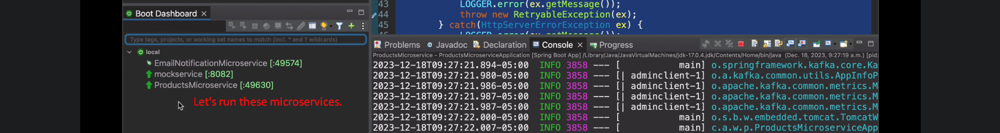 Boot Dashboard
Type tags, projects, or working set names to match (incl. * and ? wildcards)
local
EmailNotificationMicroservice [:49574]
mockservice [:8082]
ProductsMicroservice [:49630]
Let's run these microservices.
43 LOGGER.error(ex.getMessage());
44 throw new RetryableException(ex);
45 } catch(HttpServerErrorException ex) {
46 LOGGER.error(ex.getMessage());
Problems Javadoc Declaration Console Progress
ProductsMicroservice - ProductsMicroserviceApplication [Spring Boot App] /Library/Java/JavaVirtualMachines/jdk-17.0.4.jdk/Contents/Home/bin/java (Dec. 18, 2023, 9:27:19 a.m.) [pid:
2023-12-18T09:27:21.894-05:00 INFO 3858 --- [ main] o.springframework.kafka.core.Ka
2023-12-18T09:27:21.980-05:00 INFO 3858 --- [| adminclient-1] o.a.kafka.common.utils.AppInfoP
2023-12-18T09:27:21.986-05:00 INFO 3858 --- [| adminclient-1] o.apache.kafka.common.metrics.M
2023-12-18T09:27:21.987-05:00 INFO 3858 --- [| adminclient-1] o.apache.kafka.common.metrics.M
2023-12-18T09:27:21.987-05:00 INFO 3858 --- [| adminclient-1] o.apache.kafka.common.metrics.M
2023-12-18T09:27:22.000-05:00 INFO 3858 --- [ main] o.s.b.w.embedded.tomcat.TomcatW
2023-12-18T09:27:22.007-05:00 INFO 3858 --- [ main] c.a.w.p.ProductsMicroserviceApp